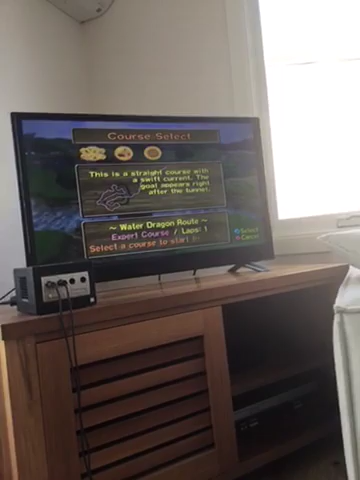 Course Select
This is a straight course with
a swift current. The
goal appears right
after the tunnel.
~ Water Dragon Route ~
Expert Course / Laps: 1
Select a course to start
Select
Cancel